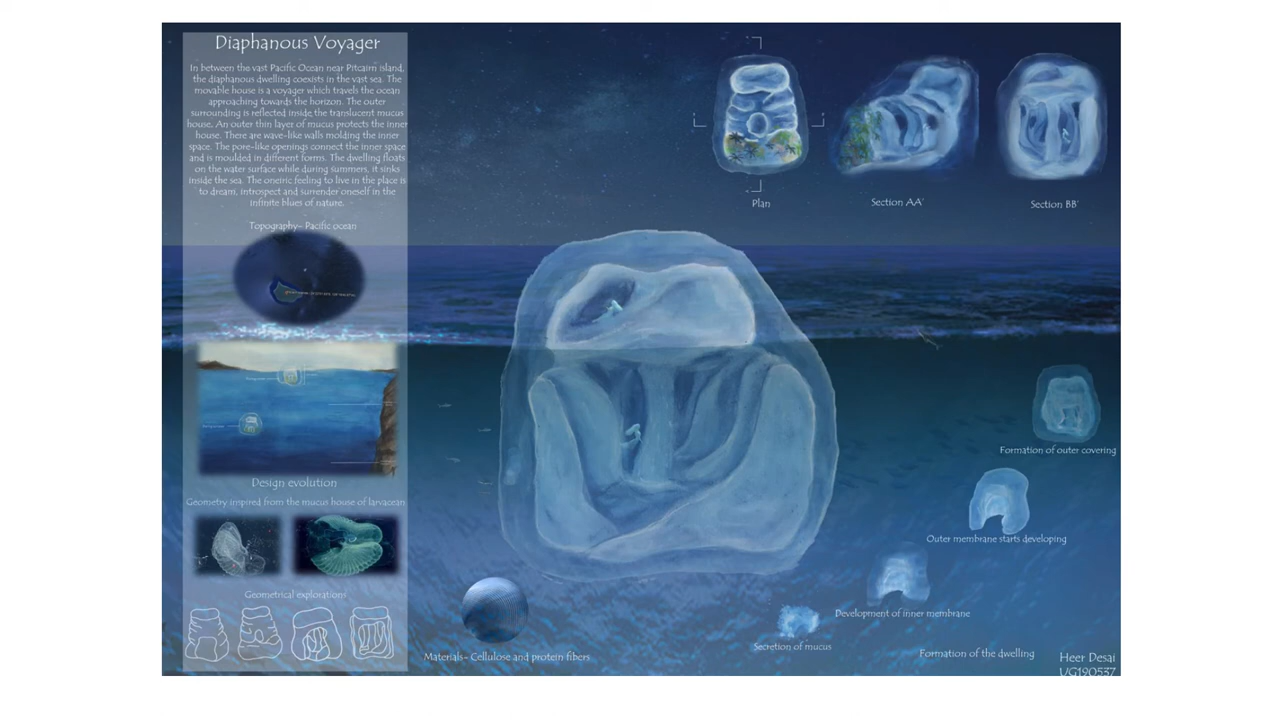 Diaphanous Voyager
In between the vast Pacific Ocean near Pitcairn island,
the diaphanous dwelling coexists in the vast sea. The
movable house is a voyager which travels the ocean
approaching towards the horizon. The outer
surrounding is reflected inside the translucent mucus
house. An outer thin layer of mucus protects the inner
house. There are wave-like walls molding the inner
space. The pore-like openings connect the inner space
and is moulded in different forms. The dwelling floats
on the water surface while during summers, it sinks
inside the sea. The oneiric feeling to live in the place is
to dream, introspect and surrender oneself in the
infinite blues of nature.
Topography- Pacific ocean
Design evolution
Geometry inspired from the mucus house of larvacean
Geometrical explorations
Plan
Section AA'
Section BB'
Formation of outer covering
Outer membrane starts developing
Development of inner membrane
Secretion of mucus
Formation of the dwelling
Materials- Cellulose and protein fibers
Heer Desai
UG190537